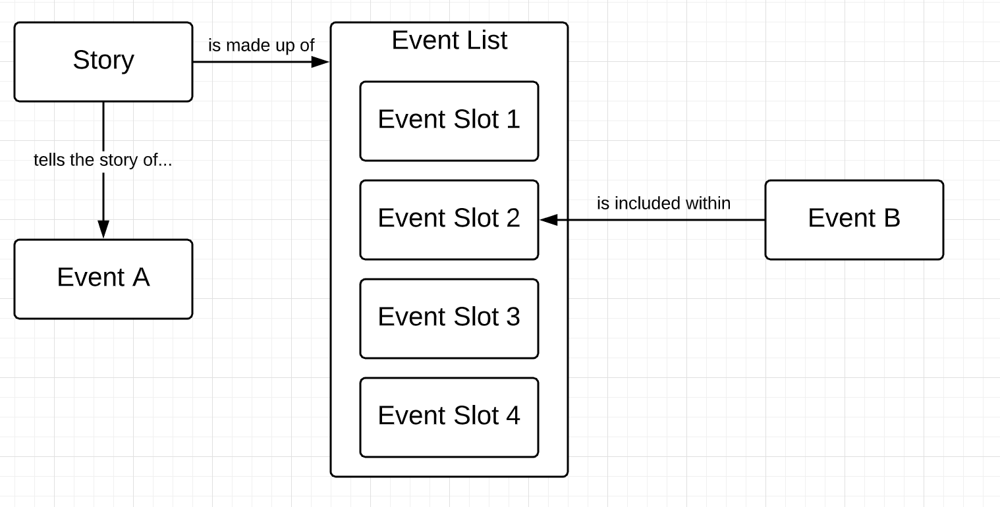 Story
is made up of
Event List
Event Slot 1
tells the story of...
Event Slot 2
is included within
Event B
Event A
Event Slot 3
Event Slot 4